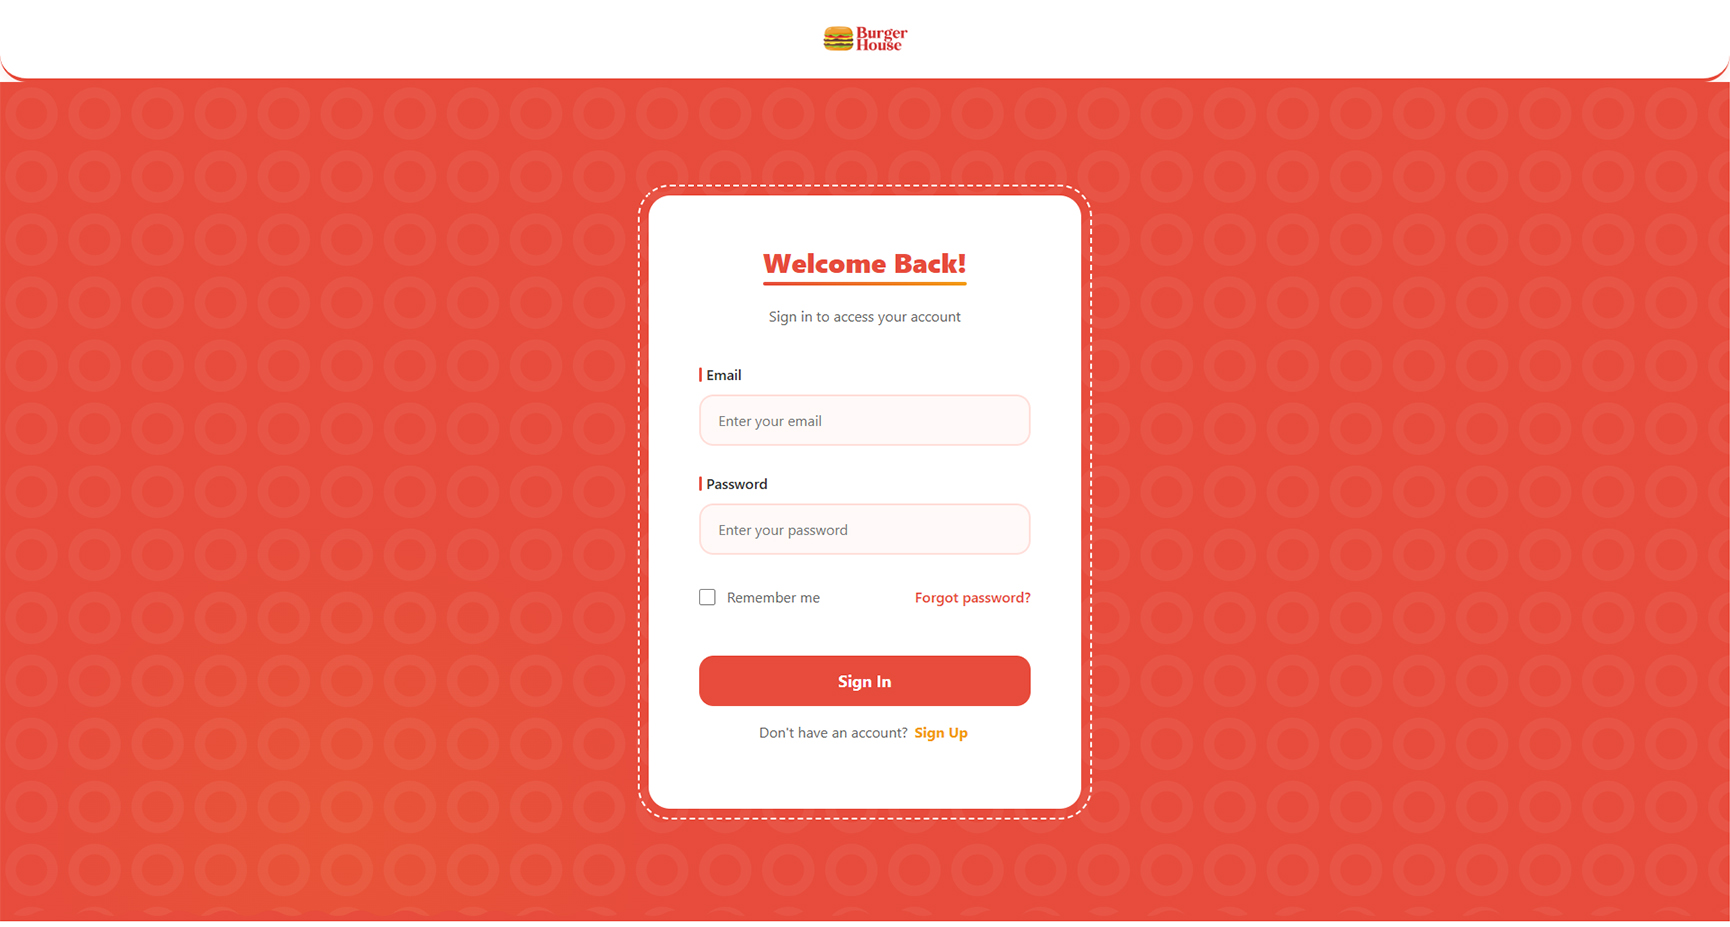 Burger
House
Welcome Back!
Sign in to access your account
Email
Enter your email
Password
Enter your password
Remember me Forgot password?
Sign In
Don't have an account? Sign Up